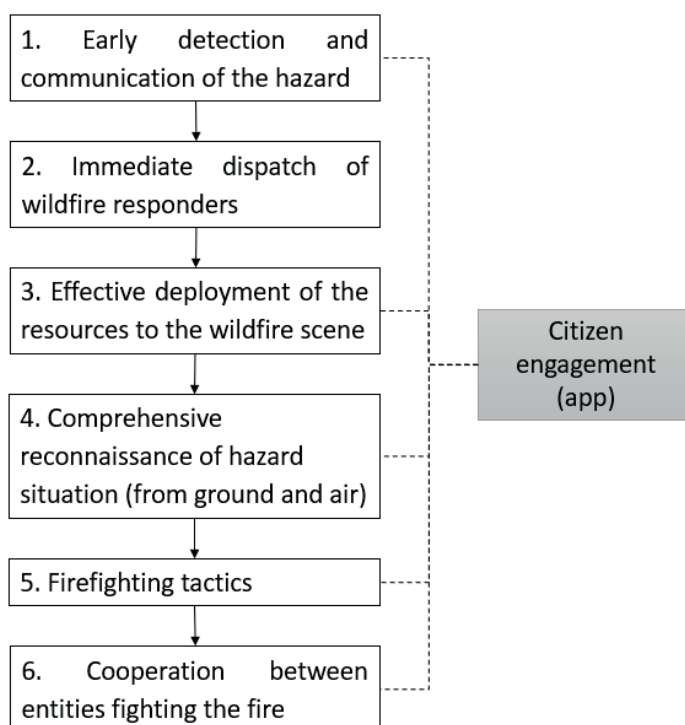 1. Early detection and
communication of the hazard
2. Immediate dispatch of
wildfire responders
3. Effective deployment of the
resources to the wildfire scene
Citizen
engagement
(app)
4. Comprehensive
reconnaissance of hazard
situation (from ground and air)
5. Firefighting tactics
6. Cooperation between
entities fighting the fire